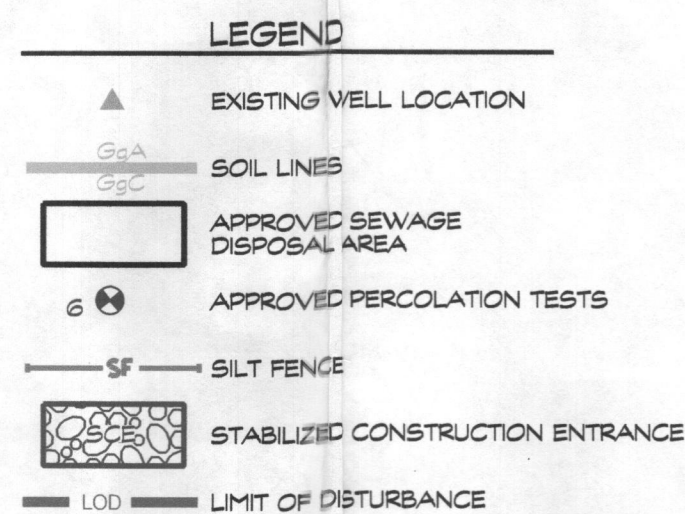 LEGEND
EXISTING WELL LOCATION
GgA
GgC
SOIL LINES
APPROVED SEWAGE
DISPOSAL AREA
6 APPROVED PERCOLATION TESTS
SF SILT FENCE
SCE STABILIZED CONSTRUCTION ENTRANCE
LOD LIMIT OF DISTURBANCE